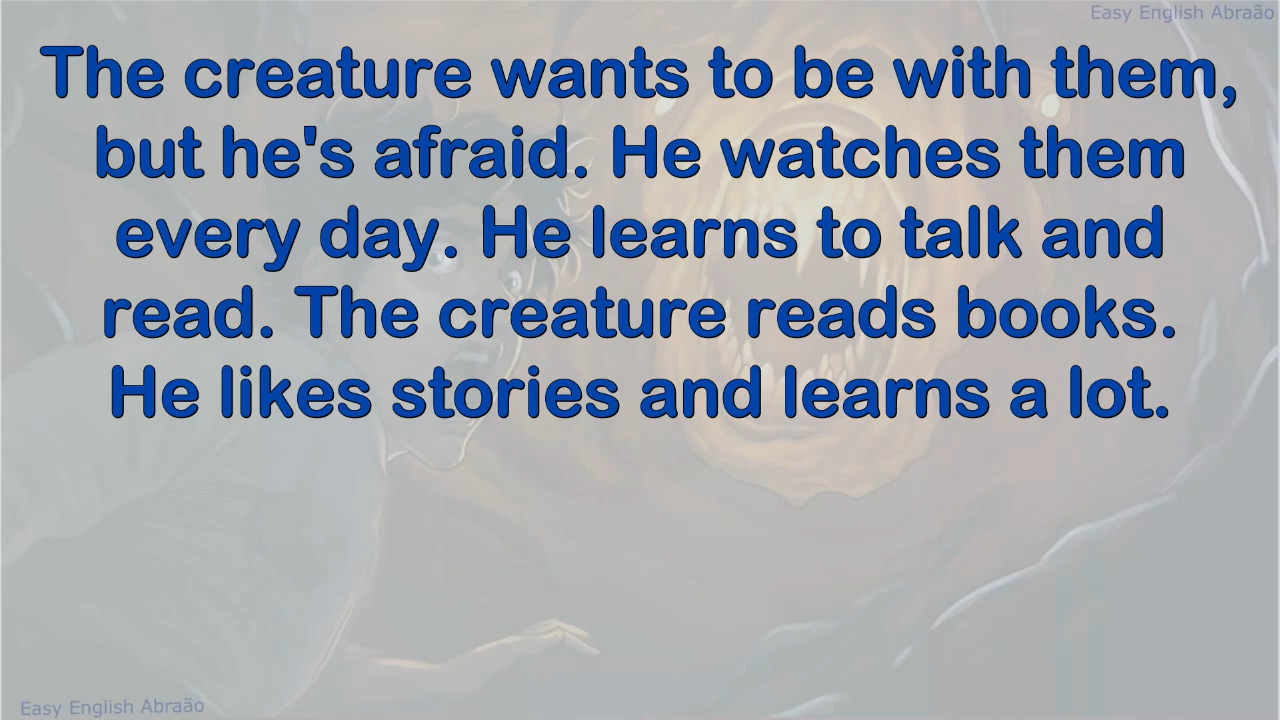 Easy English Abraão
The creature wants to be with them,
but he's afraid. He watches them
every day. He learns to talk and
read. The creature reads books.
He likes stories and learns a lot.
Easy English Abraão